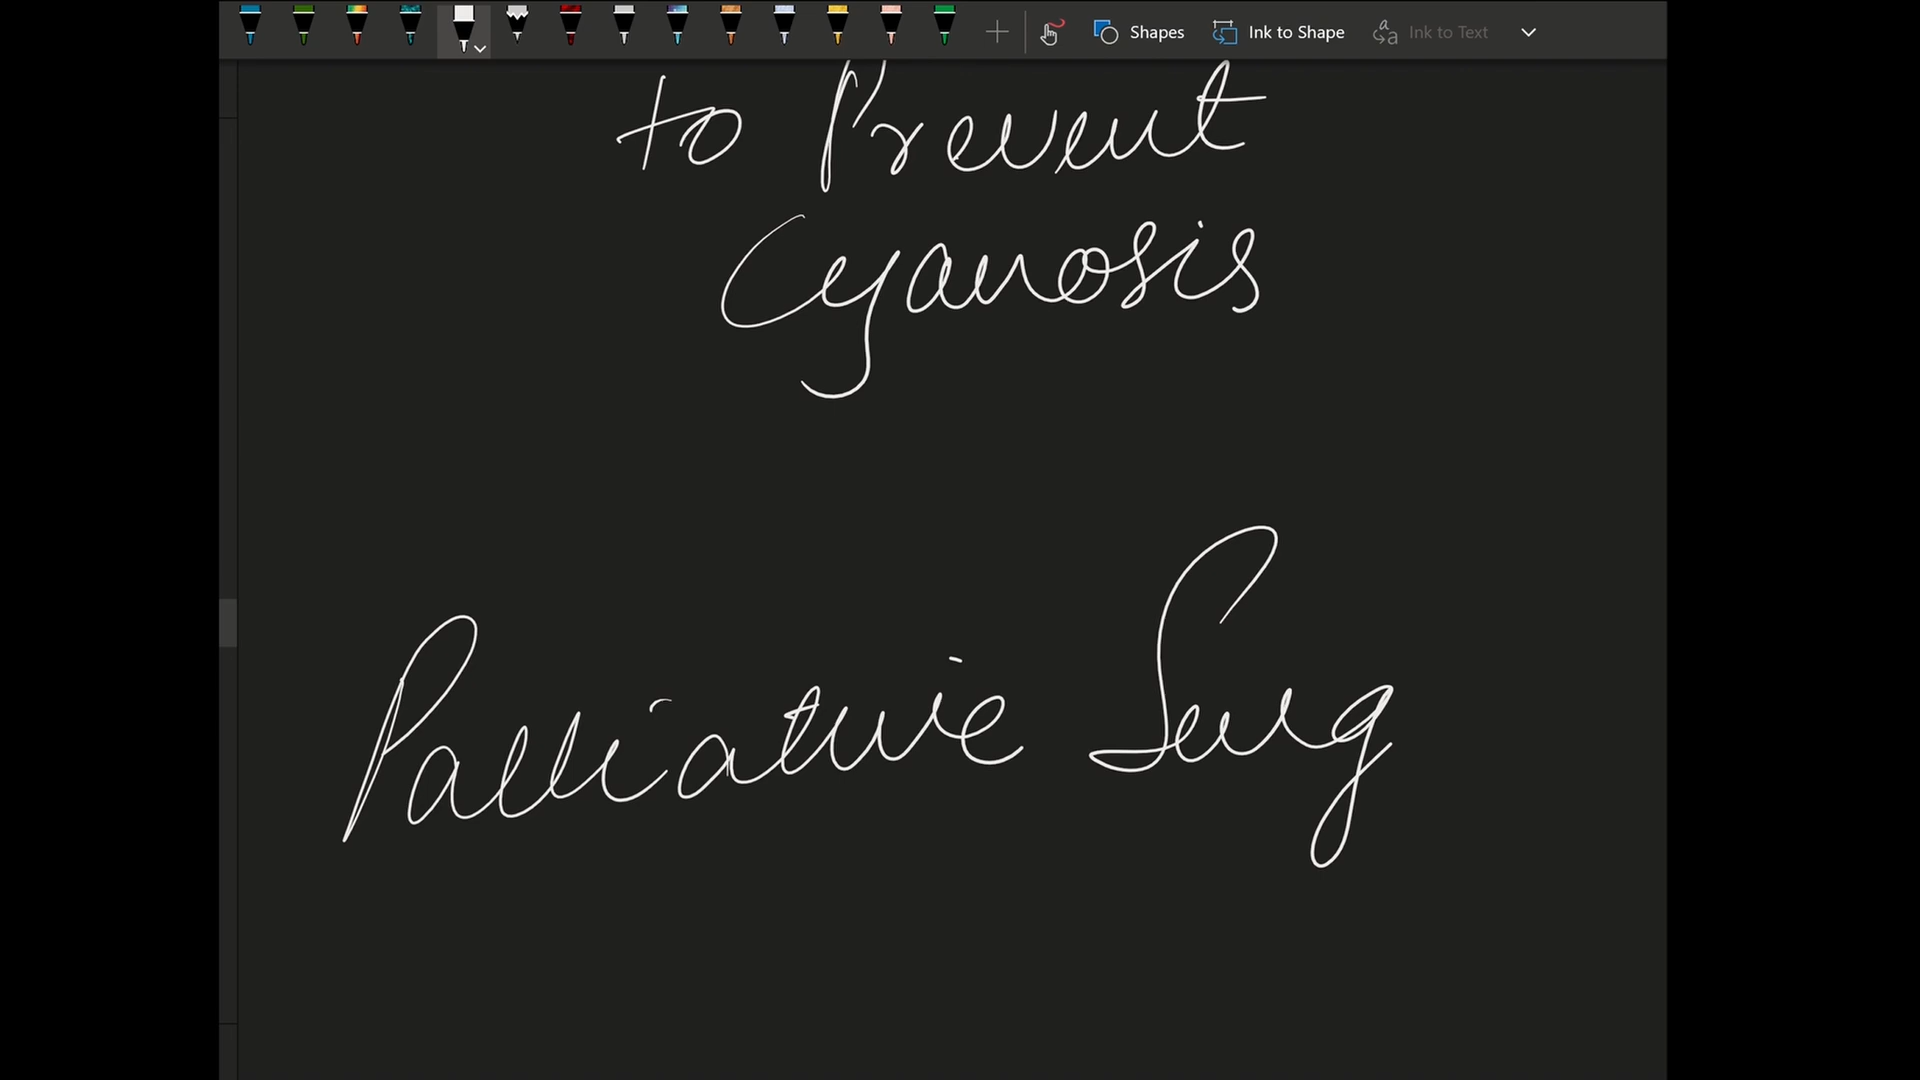 Shapes Ink to Shape Ink to Text
to Prevent
Cyanosis
Palliative Surg